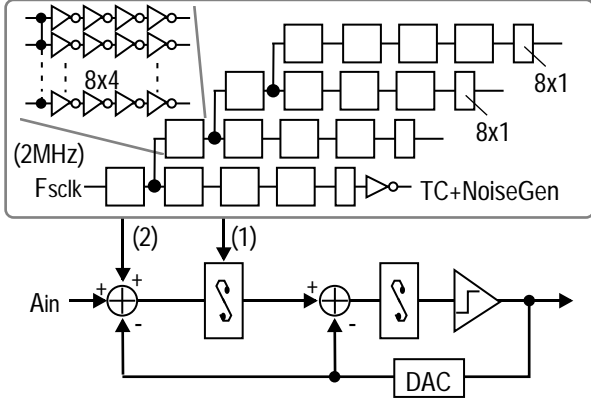 8x4
8x1
8x1
(2MHz)
Fsclk
TC+NoiseGen
(2)
(1)
+
+
+
Ain
-
-
DAC